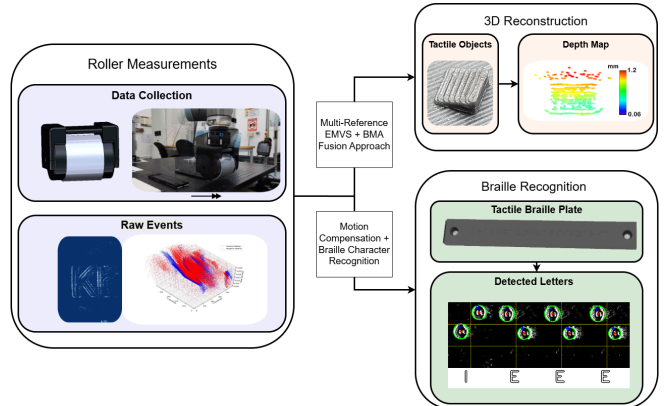 Roller Measurements
Data Collection
Raw Events
Multi-Reference
EMVS + BMA
Fusion Approach
Motion
Compensation +
Braille Character
Recognition
3D Reconstruction
Tactile Objects
Depth Map
mm
1.2
0.06
Braille Recognition
Tactile Braille Plate
Detected Letters
I E E E